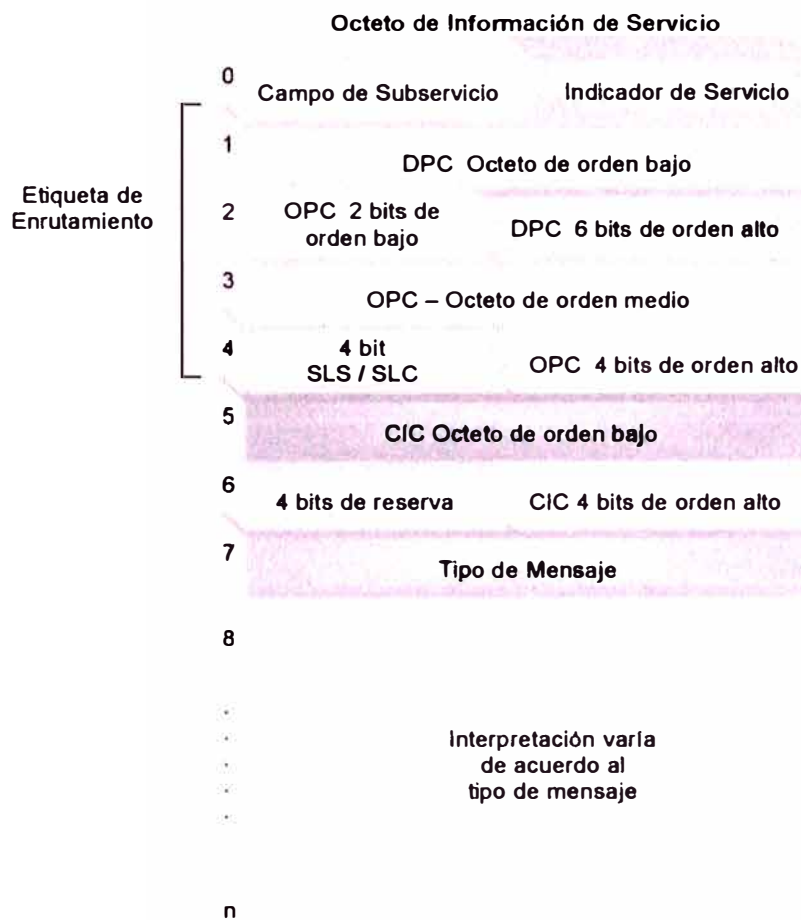 Octeto de Información de Servicio
0
Campo de Subservicio
Indicador de Servicio
1
DPC Octeto de orden bajo
Etiqueta de
Enrutamiento
2
OPC 2 bits de
orden bajo
DPC 6 bits de orden alto
3
OPC – Octeto de orden medio
4
4 bit
SLS / SLC
OPC 4 bits de orden alto
5
CIC Octeto de orden bajo
6
4 bits de reserva
CIC 4 bits de orden alto
7
Tipo de Mensaje
8
Interpretación varía
de acuerdo al
tipo de mensaje
n